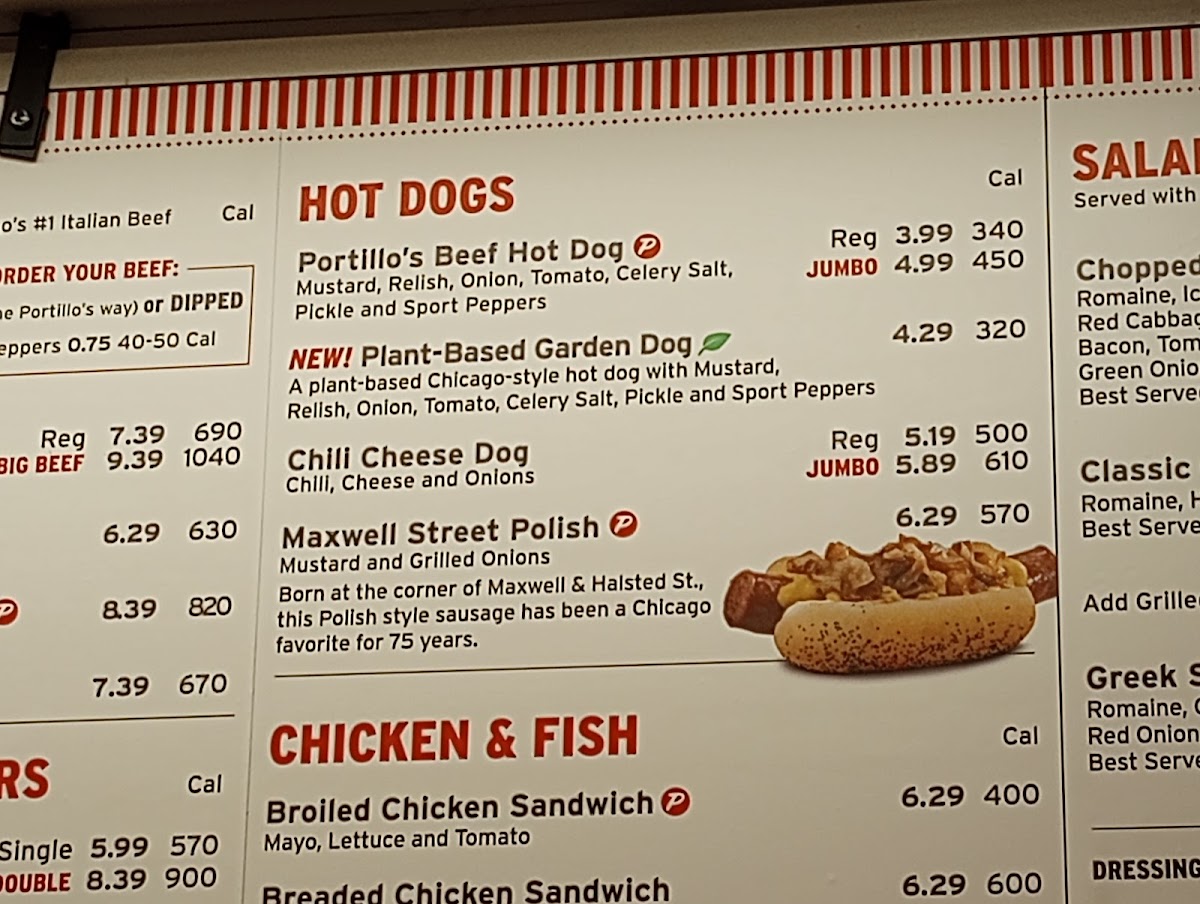 o's #1 Italian Beef Cal
ORDER YOUR BEEF:
he Portillo's way) or DIPPED
eppers 0.75 40-50 Cal
Reg 7.39 690
BIG BEEF 9.39 1040
6.29 630
P 8.39 820
7.39 670
RS Cal
Single 5.99 570
DOUBLE 8.39 900
HOT DOGS Cal
Portillo's Beef Hot Dog P Reg 3.99 340
JUMBO 4.99 450
Mustard, Relish, Onion, Tomato, Celery Salt,
Pickle and Sport Peppers
NEW! Plant-Based Garden Dog 4.29 320
A plant-based Chicago-style hot dog with Mustard,
Relish, Onion, Tomato, Celery Salt, Pickle and Sport Peppers
Chili Cheese Dog Reg 5.19 500
JUMBO 5.89 610
Chili, Cheese and Onions
Maxwell Street Polish P 6.29 570
Mustard and Grilled Onions
Born at the corner of Maxwell & Halsted St.,
this Polish style sausage has been a Chicago
favorite for 75 years.
CHICKEN & FISH Cal
Broiled Chicken Sandwich P 6.29 400
Mayo, Lettuce and Tomato
Breaded Chicken Sandwich 6.29 600
SALA
Served with
Chopped
Romaine, Ic
Red Cabbag
Bacon, Tom
Green Onio
Best Serve
Classic
Romaine, H
Best Serve
Add Grille
Greek S
Romaine, C
Red Onion
Best Serve
DRESSING